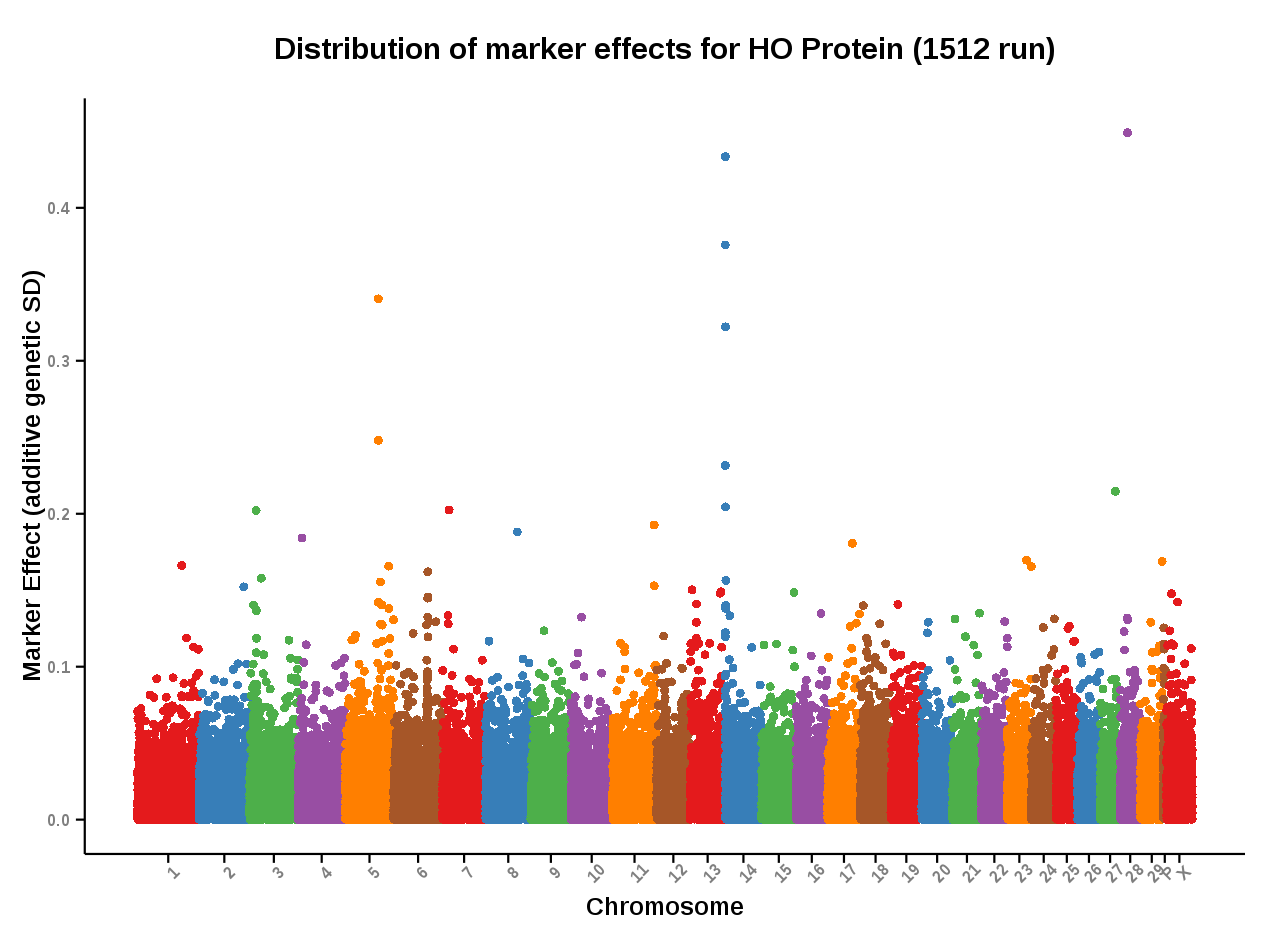 Distribution of marker effects for HO Protein (1512 run)
Marker Effect (additive genetic SD)
0.4
0.3
0.2
0.1
0.0
1 2 3 4 5 6 7 8 9 10 11 12 13 14 15 16 17 18 19 20 21 22 23 24 25 26 27 28 29 X
Chromosome